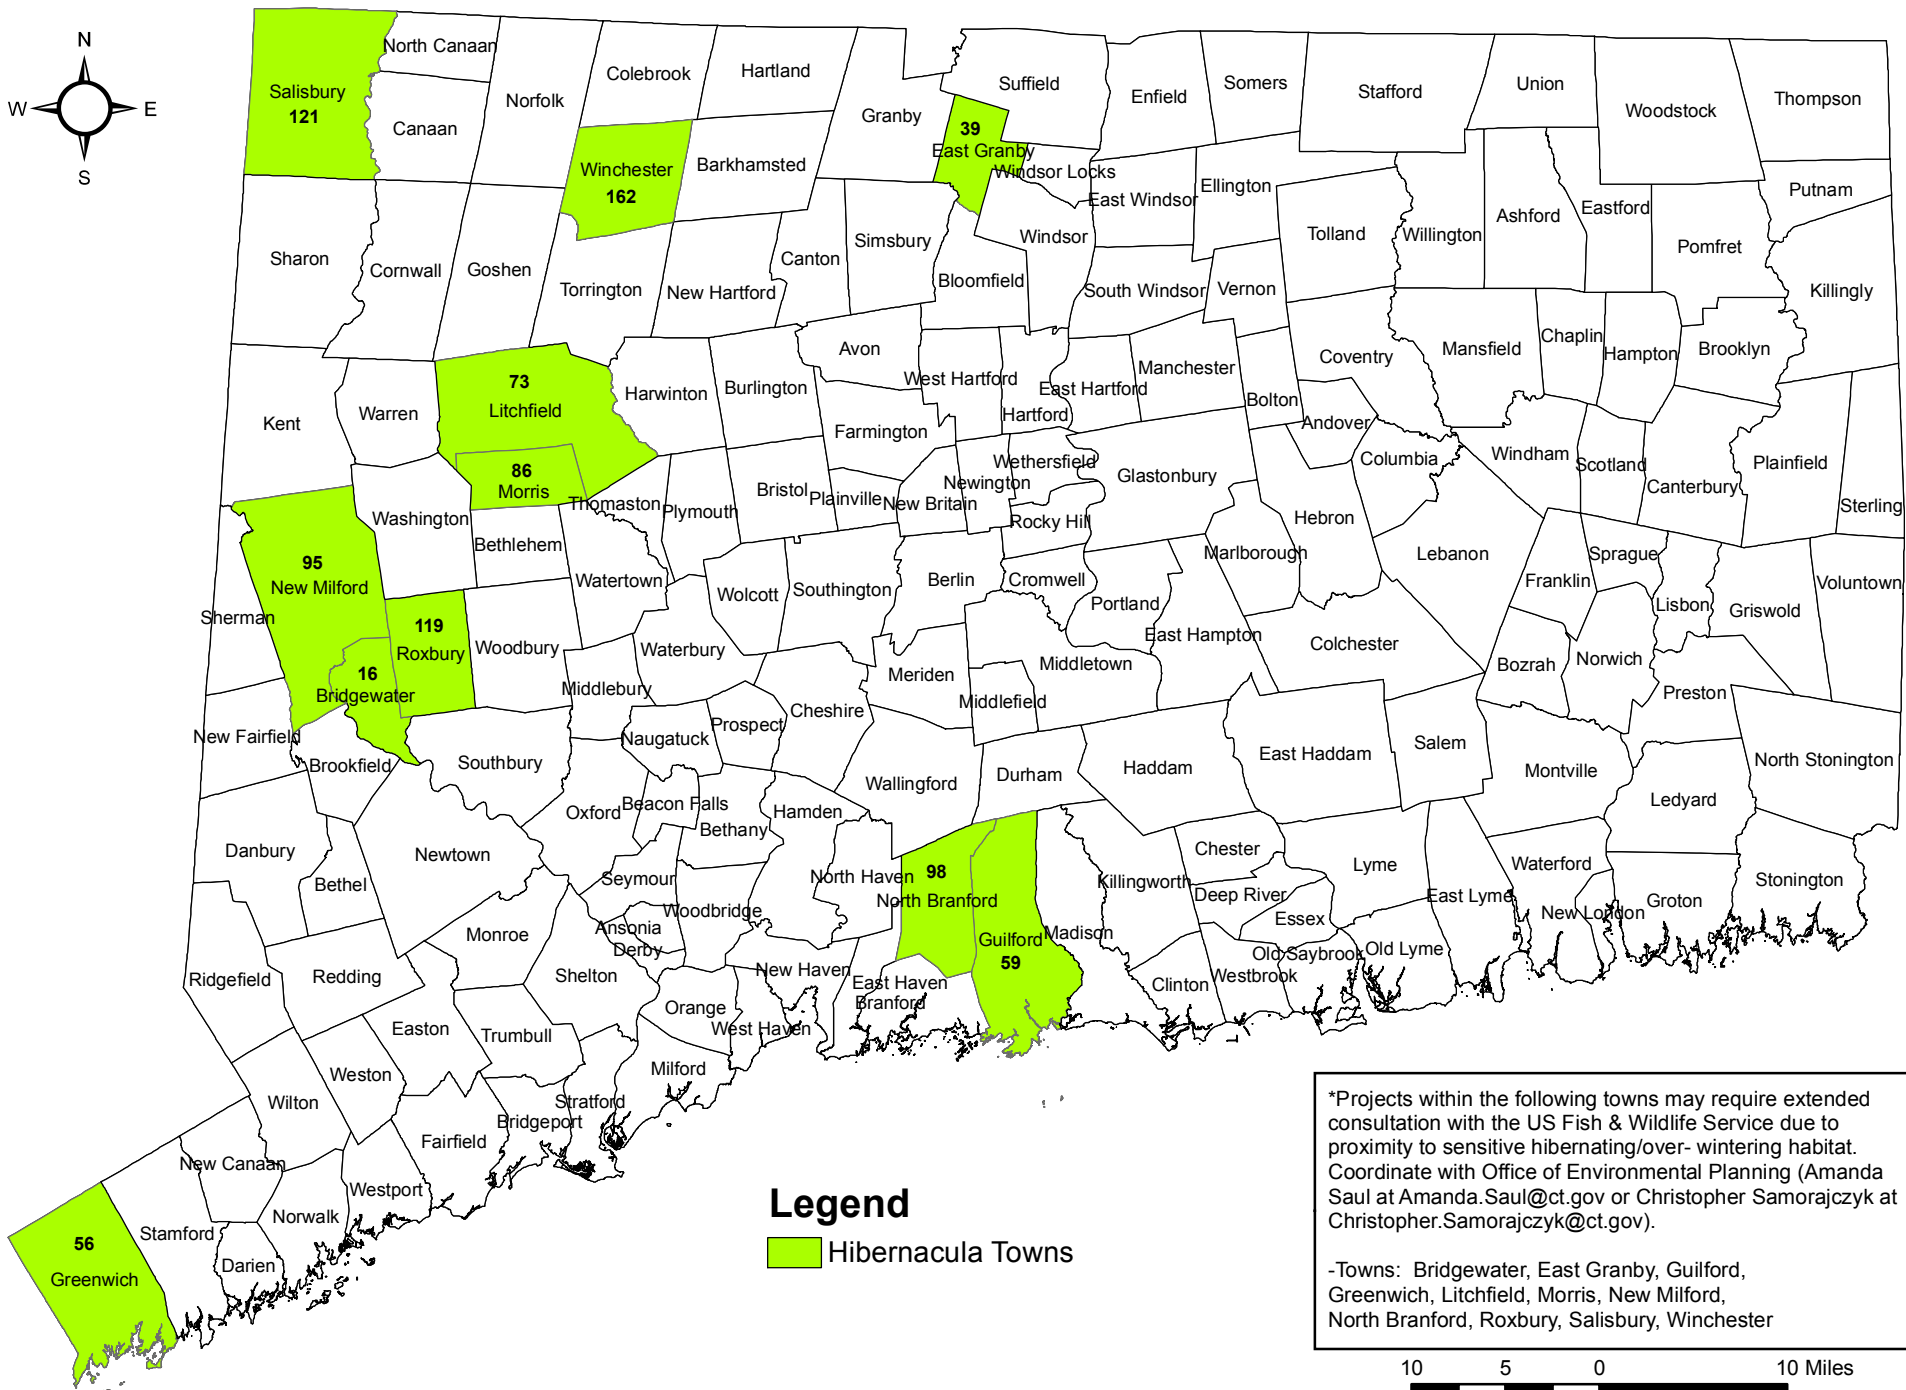 N
W
E
S
North Canaan
Salisbury
121
Canaan
Norfolk
Colebrook
Hartland
Granby
Suffield
Enfield
Somers
Stafford
Union
Woodstock
Thompson
Winchester
162
Barkhamsted
39
East Granby
Windsor Locks
East Windsor
Ellington
Tolland
Willington
Ashford
Eastford
Pomfret
Putnam
Killingly
Sharon
Cornwall
Goshen
Torrington
New Hartford
Canton
Simsbury
Bloomfield
Windsor
South Windsor
Vernon
Kent
Warren
73
Litchfield
Harwinton
Burlington
Avon
Farmington
West Hartford
Hartford
East Hartford
Manchester
Bolton
Coventry
Andover
Mansfield
Chaplin
Hampton
Brooklyn
86
Morris
Thomaston
Plymouth
Bristol
Plainville
New Britain
Newington
Wethersfield
Rocky Hill
Glastonbury
Columbia
Windham
Scotland
Canterbury
Plainfield
Sterling
Washington
Bethlehem
95
New Milford
Sherman
Watertown
Wolcott
Southington
Berlin
Cromwell
Portland
Marlborough
Hebron
Lebanon
Franklin
Sprague
Lisbon
Griswold
Voluntown
119
Roxbury
16
Bridgewater
Woodbury
Waterbury
Middlebury
Meriden
Middletown
Middlefield
East Hampton
Colchester
Bozrah
Norwich
Preston
New Fairfield
Brookfield
Southbury
Naugatuck
Prospect
Cheshire
Wallingford
Durham
Haddam
East Haddam
Salem
Montville
North Stonington
Ledyard
Oxford
Beacon Falls
Bethany
Hamden
Danbury
Bethel
Newtown
Seymour
Woodbridge
North Haven
98
North Branford
Guilford
59
Madison
Killingworth
Chester
Deep River
Essex
Lyme
East Lyme
Waterford
New London
Groton
Stonington
Monroe
Ansonia
Derby
Shelton
Ridgefield
Redding
New Haven
East Haven
Branford
Clinton
Westbrook
Old Saybrook
Old Lyme
Easton
Trumbull
Orange
West Haven
Weston
Wilton
Milford
Stratford
Bridgeport
Fairfield
New Canaan
Westport
Norwalk
Stamford
Darien
56
Greenwich
Legend
Hibernacula Towns
*Projects within the following towns may require extended
consultation with the US Fish & Wildlife Service due to
proximity to sensitive hibernating/over- wintering habitat.
Coordinate with Office of Environmental Planning (Amanda
Saul at Amanda.Saul@ct.gov or Christopher Samorajczyk at
Christopher.Samorajczyk@ct.gov).
-Towns:  Bridgewater, East Granby, Guilford,
Greenwich, Litchfield, Morris, New Milford,
North Branford, Roxbury, Salisbury, Winchester
10 5 0 10 Miles